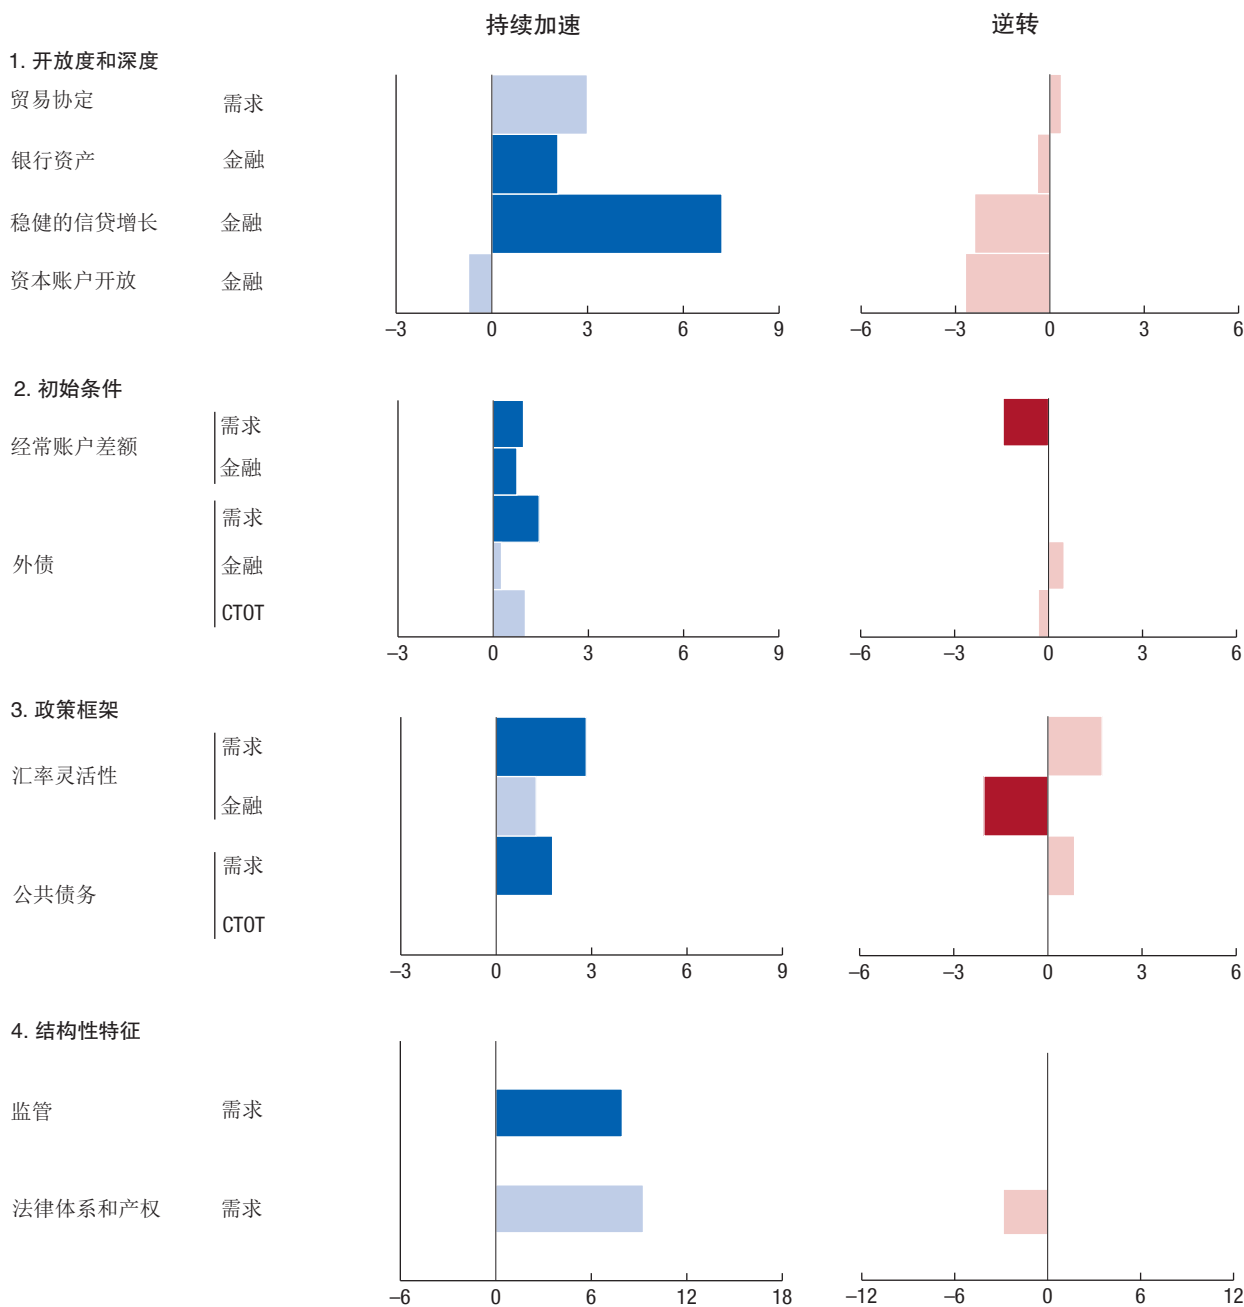 持续加速 逆转
1. 开放度和深度
贸易协定 需求
银行资产 金融
稳健的信贷增长 金融
资本账户开放 金融
–3 0 3 6 9 –6 –3 0 3 6
2. 初始条件
经常账户差额 需求
金融
需求
外债 金融
CTOT
–3 0 3 6 9 –6 –3 0 3 6
3. 政策框架
需求
汇率灵活性
金融
需求
公共债务
CTOT
–3 0 3 6 9 –6 –3 0 3 6
4. 结构性特征
监管 需求
法律体系和产权 需求
–6 0 6 12 18 –12 –6 0 6 12